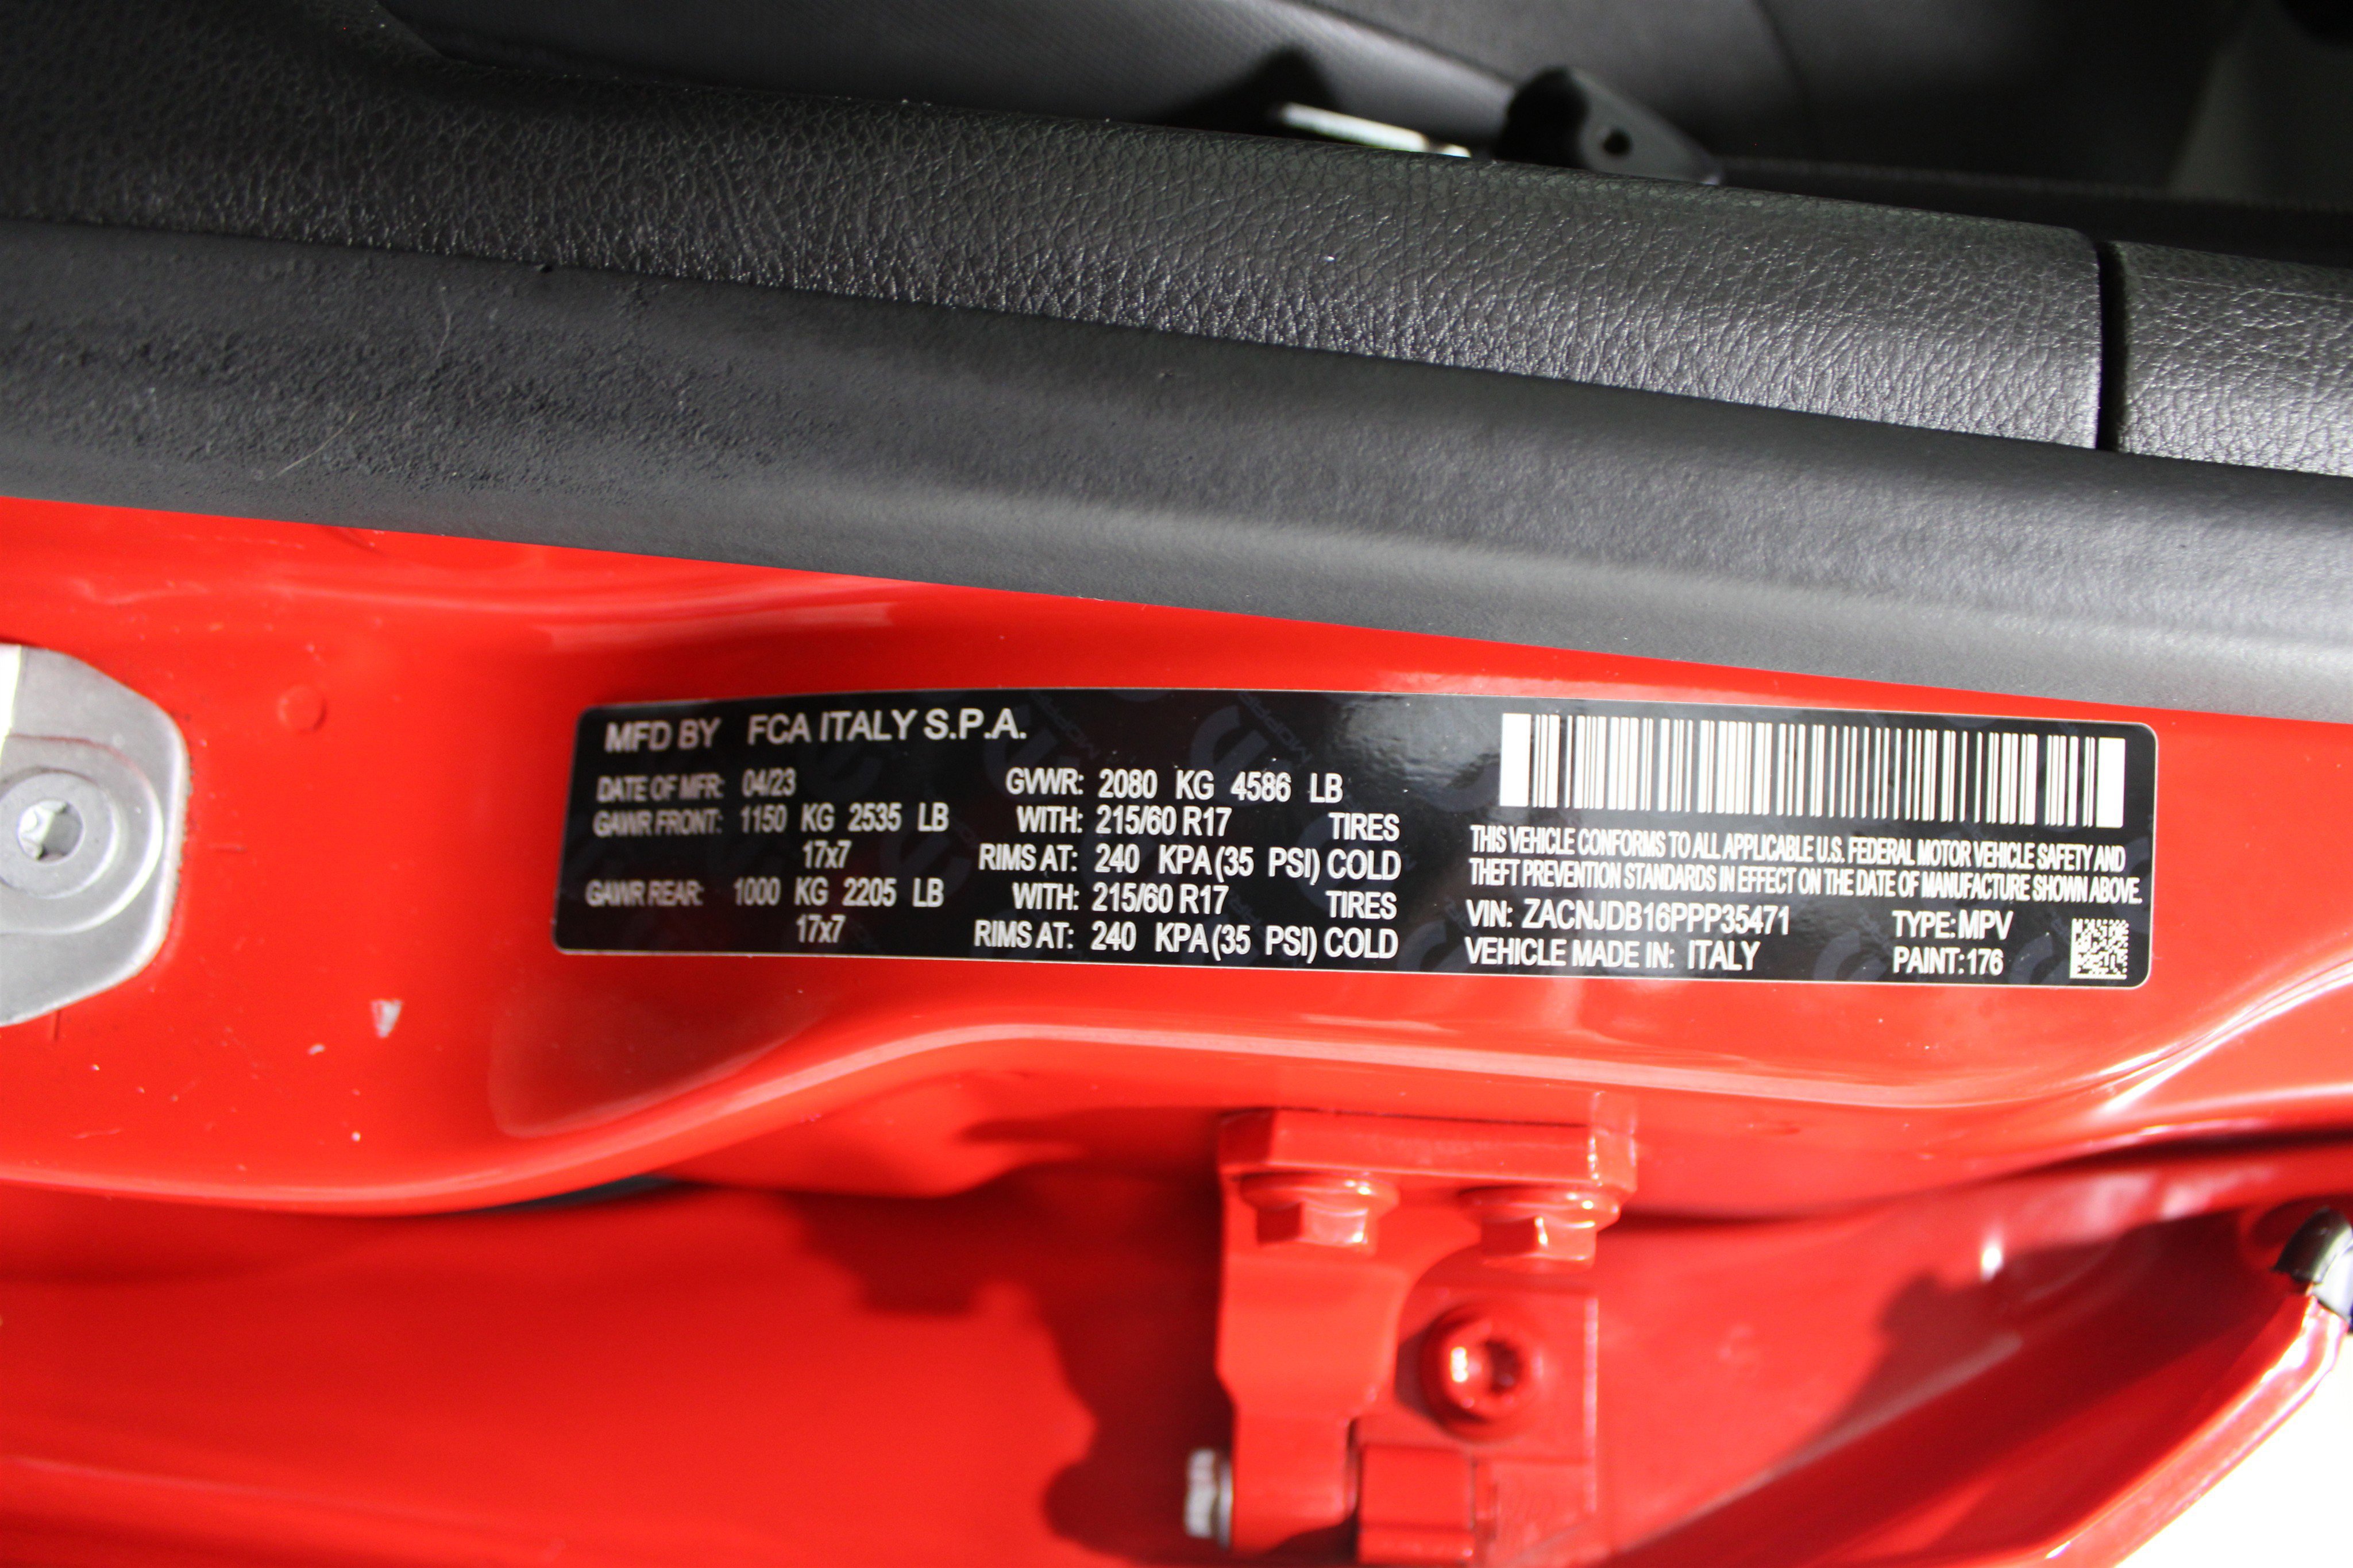 MFD BY FCA ITALY S.P.A.
DATE OF MFR: 04/23 GVWR: 2080 KG 4586 LB
GAWR FRONT: 1150 KG 2535 LB WITH: 215/60 R17 TIRES
17x7 RIMS AT: 240 KPA (35 PSI) COLD
GAWR REAR: 1000 KG 2205 LB WITH: 215/60 R17 TIRES
17x7 RIMS AT: 240 KPA (35 PSI) COLD
THIS VEHICLE CONFORMS TO ALL APPLICABLE U.S. FEDERAL MOTOR VEHICLE SAFETY AND
THEFT PREVENTION STANDARDS IN EFFECT ON THE DATE OF MANUFACTURE SHOWN ABOVE.
VIN: ZACNJDB16PPP35471 TYPE: MPV
VEHICLE MADE IN: ITALY PAINT: 176